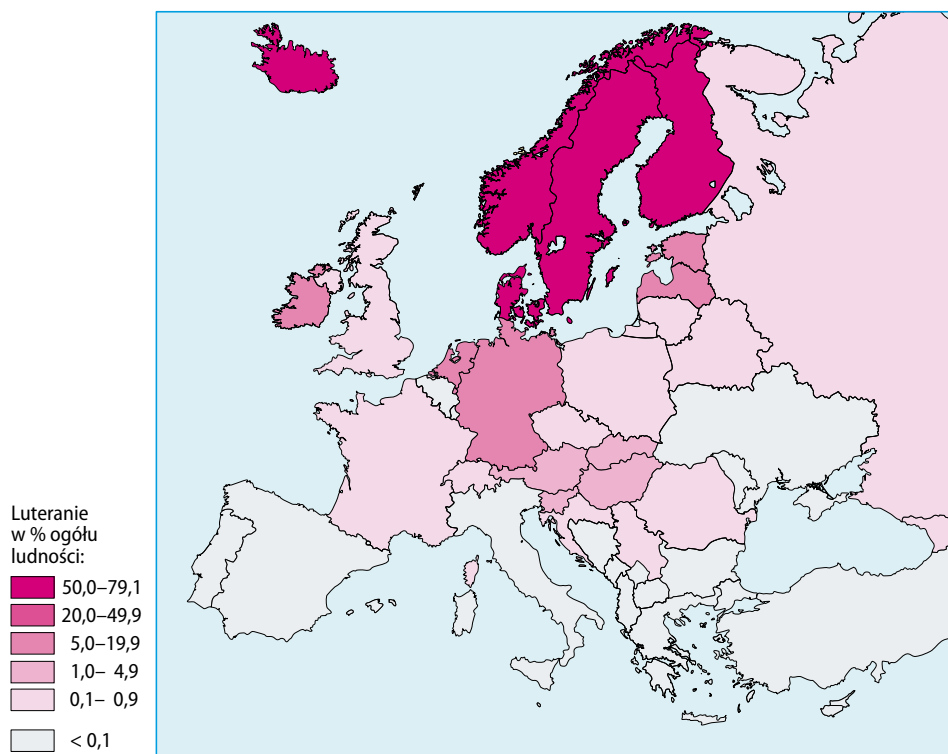 Luteranie
w % ogółu
ludności:
50,0–79,1
20,0–49,9
5,0–19,9
1,0– 4,9
0,1– 0,9
< 0,1